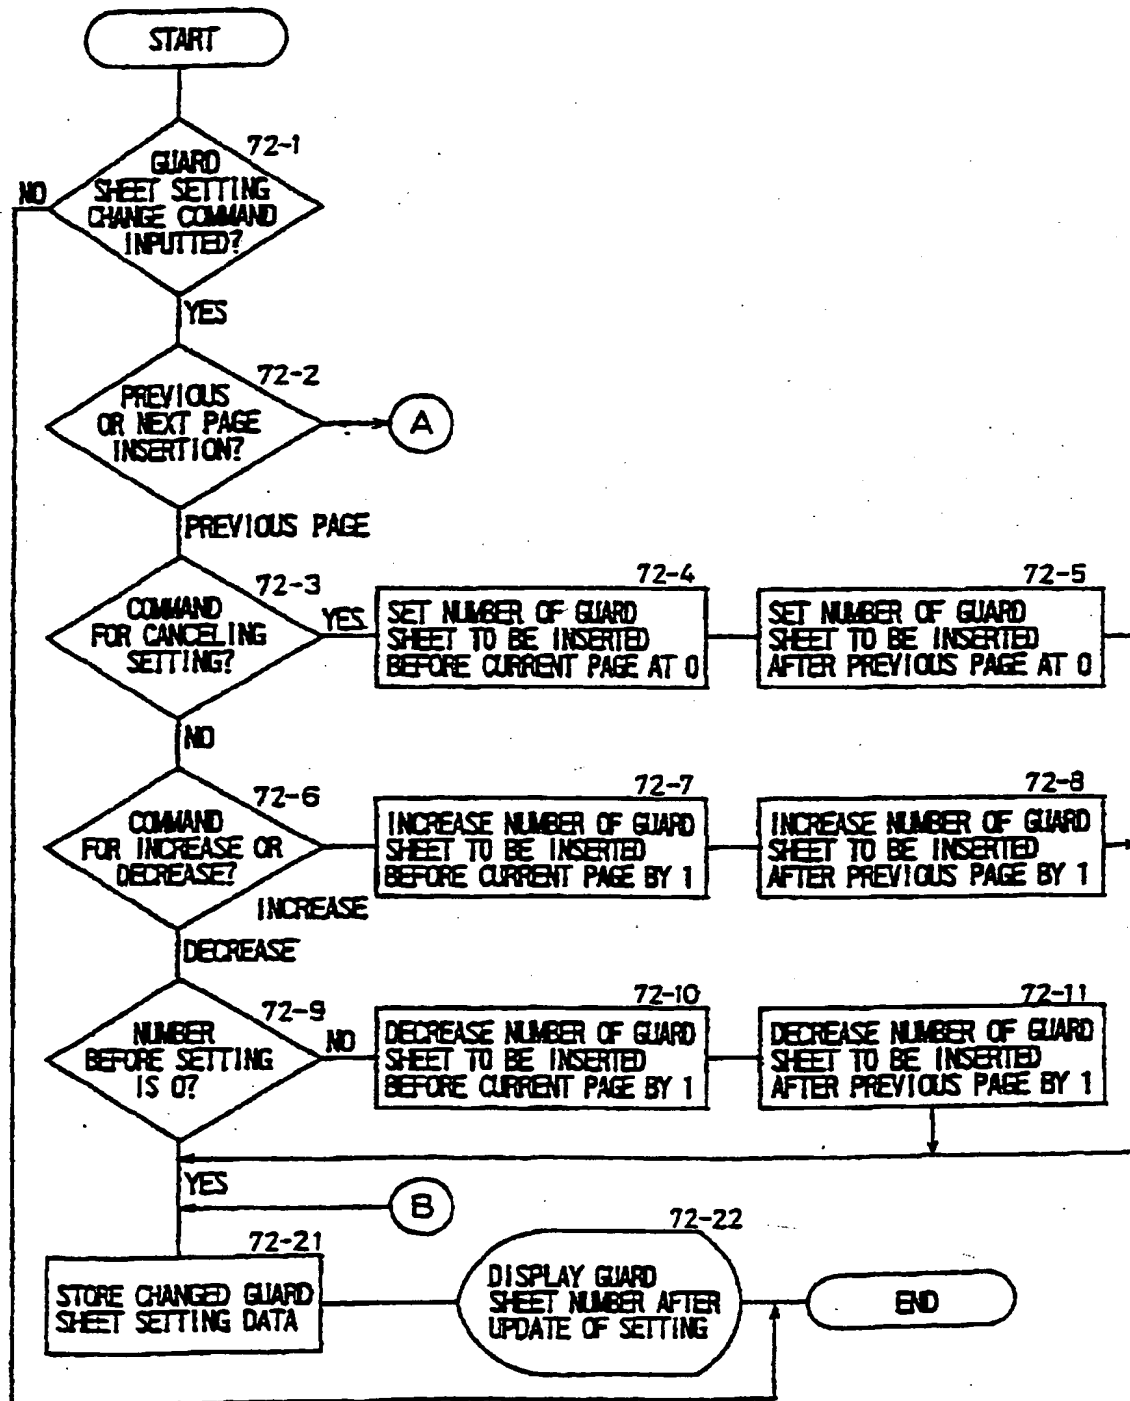 START
72-1
GUARD
SHEET SETTING
CHANGE COMMAND
INPUTTED?
NO
YES
72-2
PREVIOUS
OR NEXT PAGE
INSERTION?
A
PREVIOUS PAGE
72-3
COMMAND
FOR CANCELING
SETTING?
YES
72-4
SET NUMBER OF GUARD
SHEET TO BE INSERTED
BEFORE CURRENT PAGE AT 0
72-5
SET NUMBER OF GUARD
SHEET TO BE INSERTED
AFTER PREVIOUS PAGE AT 0
NO
72-6
COMMAND
FOR INCREASE OR
DECREASE?
INCREASE
72-7
INCREASE NUMBER OF GUARD
SHEET TO BE INSERTED
BEFORE CURRENT PAGE BY 1
72-8
INCREASE NUMBER OF GUARD
SHEET TO BE INSERTED
AFTER PREVIOUS PAGE BY 1
DECREASE
72-9
NUMBER
BEFORE SETTING
IS 0?
NO
72-10
DECREASE NUMBER OF GUARD
SHEET TO BE INSERTED
BEFORE CURRENT PAGE BY 1
72-11
DECREASE NUMBER OF GUARD
SHEET TO BE INSERTED
AFTER PREVIOUS PAGE BY 1
YES
B
72-21
STORE CHANGED GUARD
SHEET SETTING DATA
72-22
DISPLAY GUARD
SHEET NUMBER AFTER
UPDATE OF SETTING
END